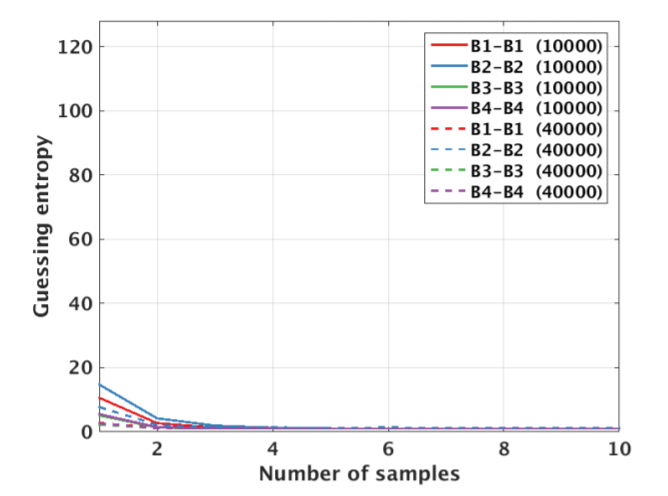 120
100
80
60
40
20
0
2
4
6
8
10
Guessing entropy
Number of samples
B1-B1 (10000)
B2-B2 (10000)
B3-B3 (10000)
B4-B4 (10000)
B1-B1 (40000)
B2-B2 (40000)
B3-B3 (40000)
B4-B4 (40000)